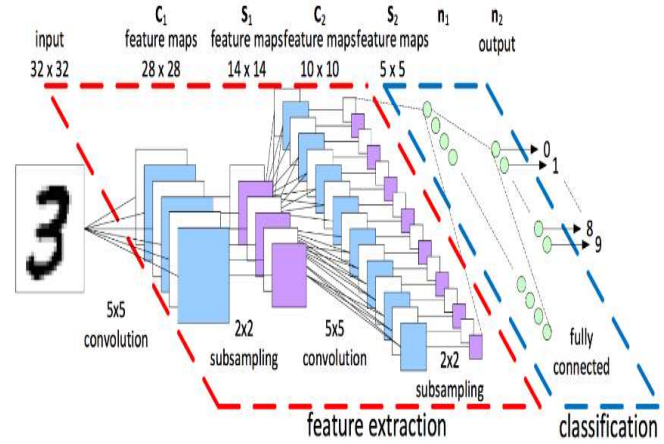 C₁ S₁ C₂ S₂ n₁ n₂
input feature maps feature maps feature maps feature maps output
32 x 32 28 x 28 14 x 14 10 x 10 5 x 5
0
1
8
9
3
5x5
convolution
2x2
subsampling
5x5
convolution
2x2
subsampling
fully
connected
feature extraction
classification